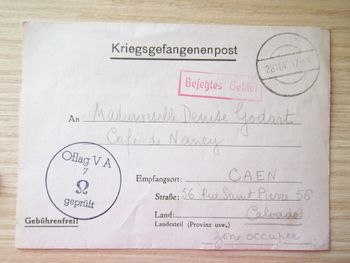 Kriegsgefangenenpost
Besetztes Gebiet
An Mademoiselle Denise Godart
Café de Nancy
Oflag V A
7
Ω
geprüft
Empfangsort: CAEN
Straße: 56 Rue Saint Pierre 56
Gebührenfrei!
Land: Calvados
Landesteil (Provinz usw.)
zone occupée